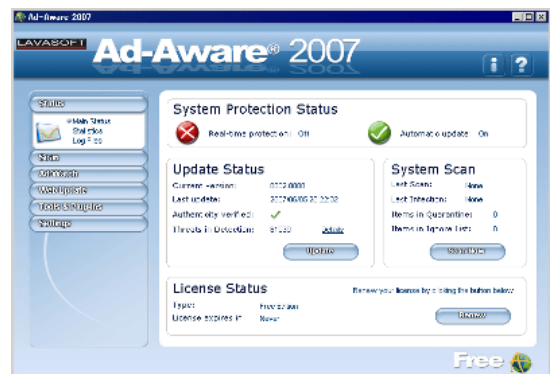 Ad-Aware 2007
LAVASOFT Ad-Aware® 2007
i ?
Status
Main Status
Statistics
Log Files
Scan
Ad-Watch
Web Update
Tools & Plug-ins
Settings
System Protection Status
Real-time protection: Off
Automatic update: On
Update Status
Current version:
Last update:
Authenticity verified:
Threats in Detection: Details
Update
System Scan
Last Scan: None
Last Infection: None
Items in Quarantine: 0
Items in Ignore List: 0
Scan Now
License Status
Renew your license by clicking the button below
Type: Free Edition
License expires in Never
Renew
Free